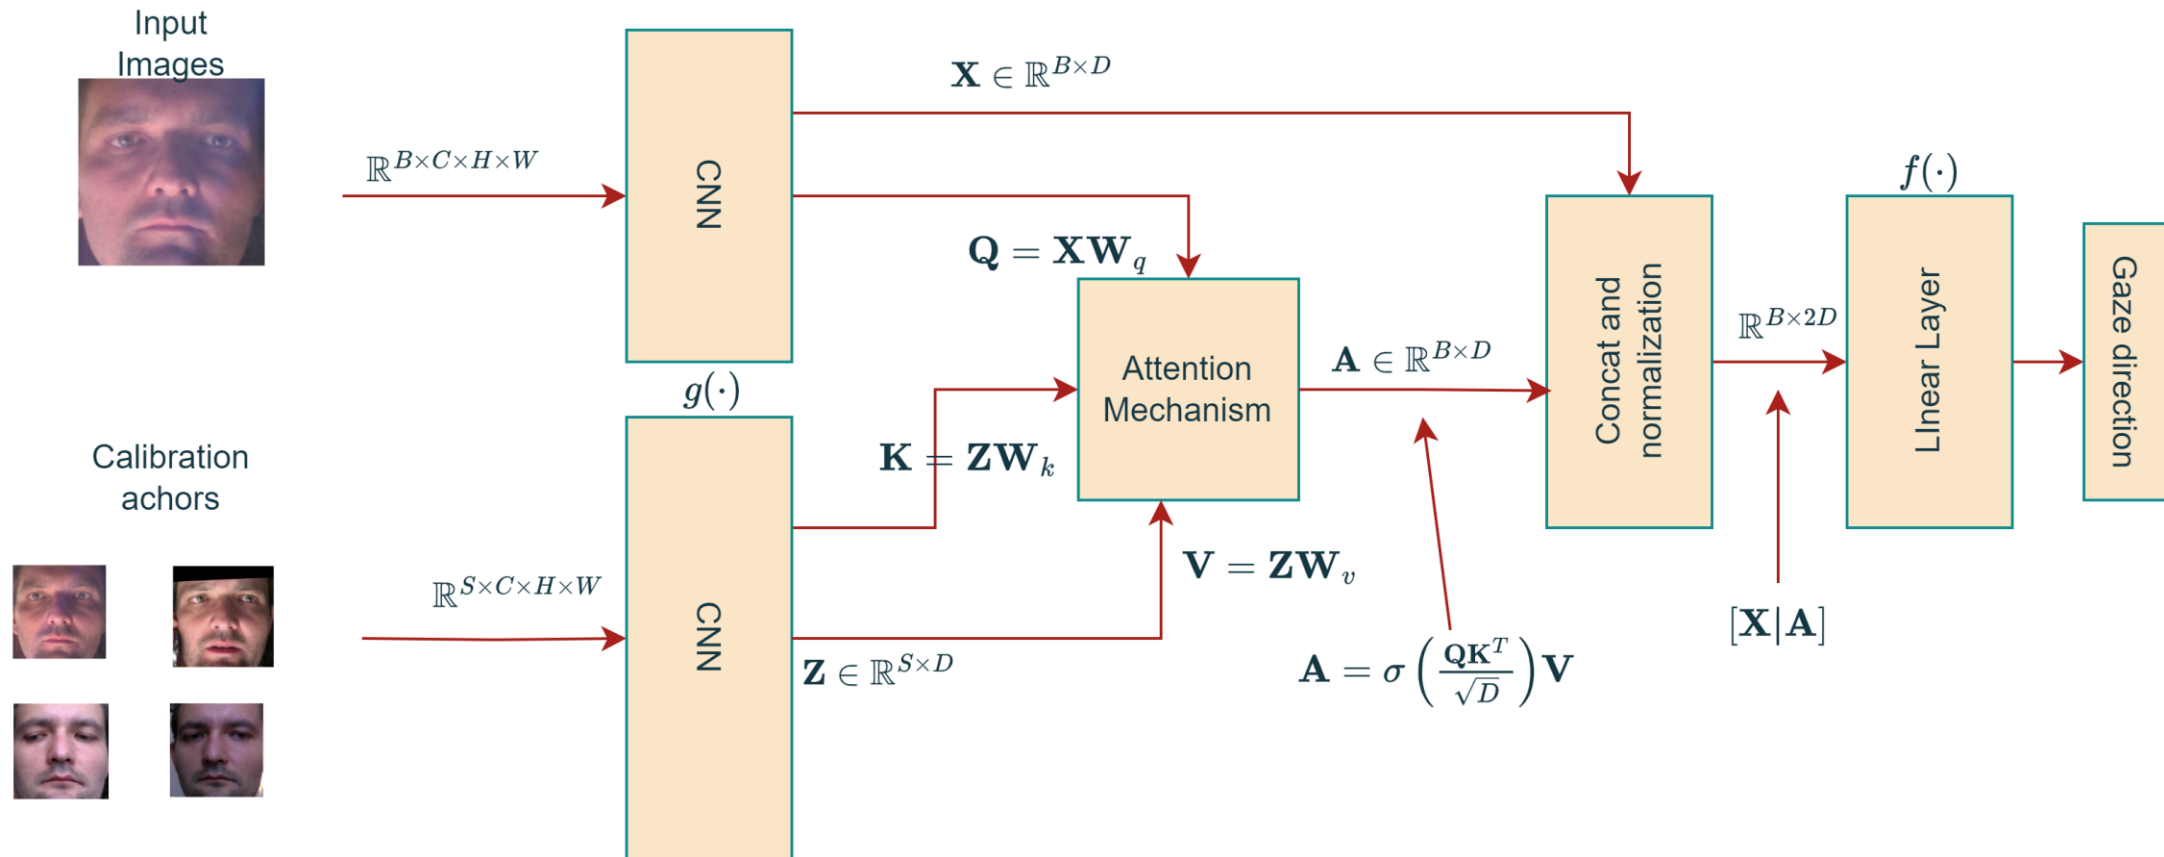 Input
Images
ℝ^{B×C×H×W}
CNN
X ∈ ℝ^{B×D}
Q = XW_q
g(·)
Calibration
achors
ℝ^{S×C×H×W}
CNN
K = ZW_k
V = ZW_v
Z ∈ ℝ^{S×D}
Attention
Mechanism
A ∈ ℝ^{B×D}
A = σ(QK^T/√D)V
Concat and
normalization
ℝ^{B×2D}
[X|A]
f(·)
LInear Layer
Gaze direction